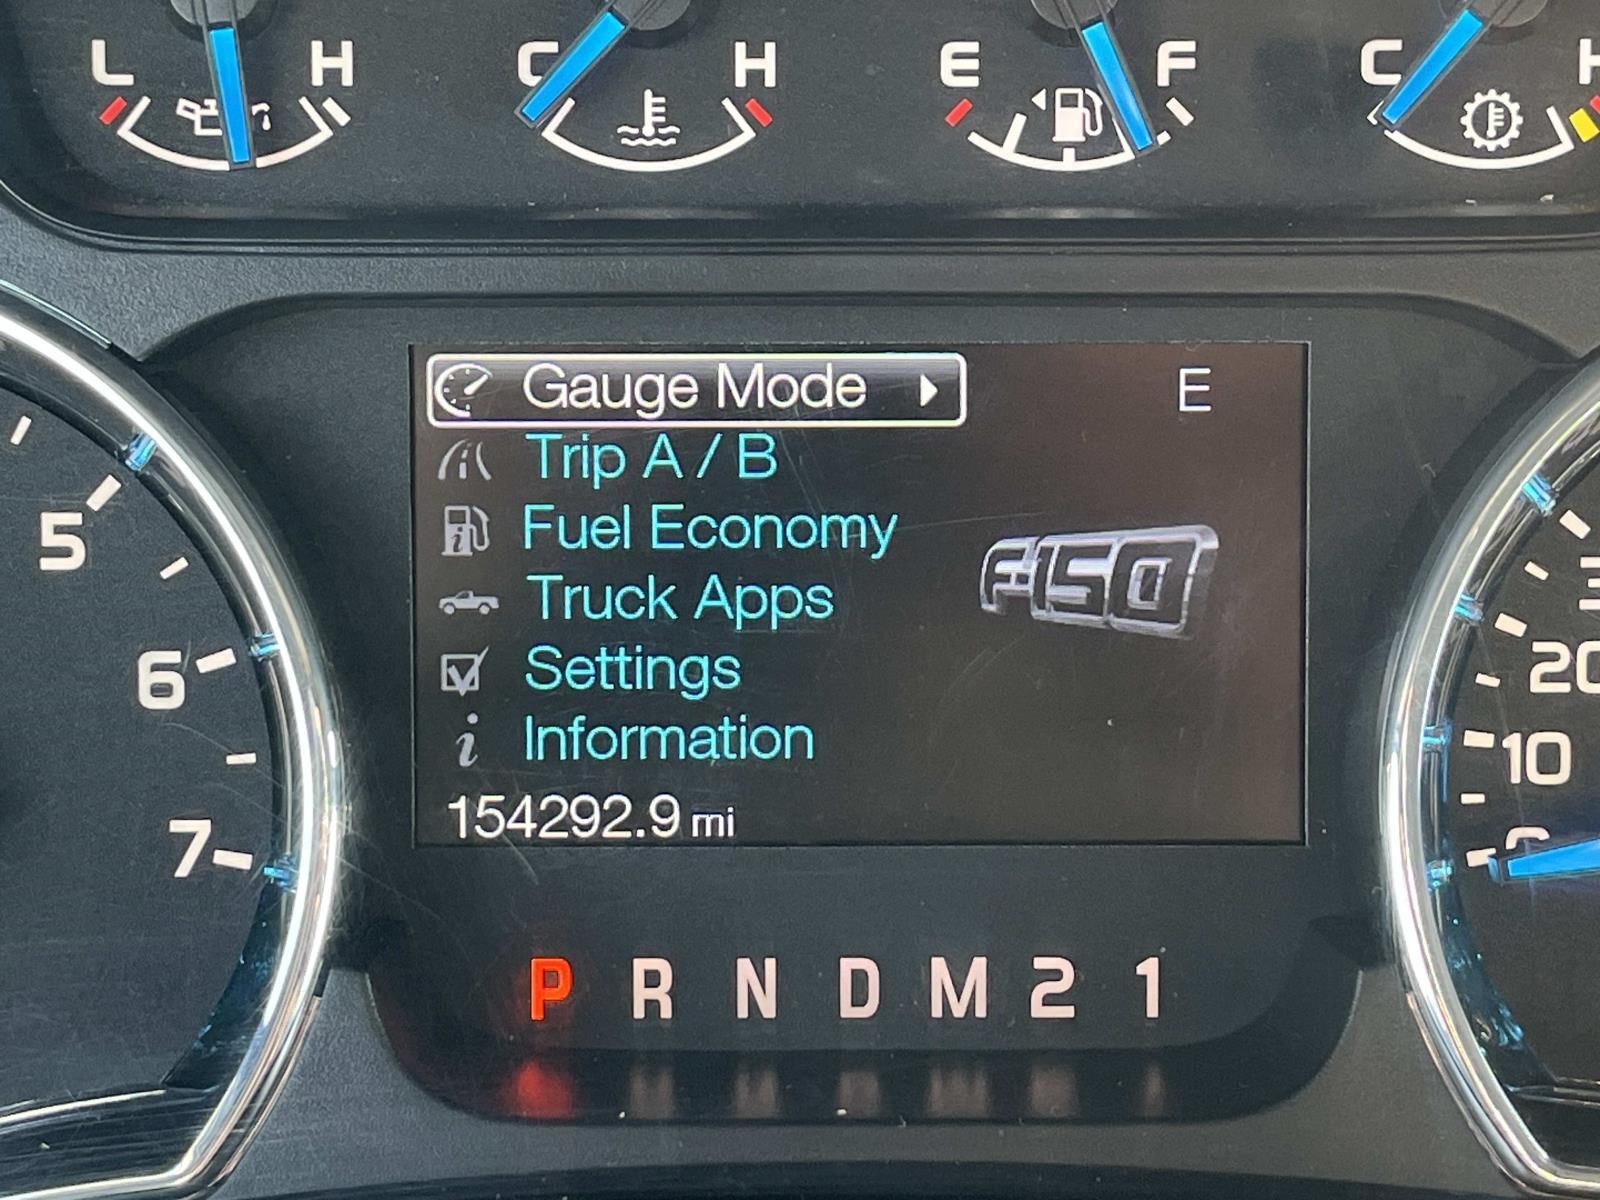 L H C H E F C H
Gauge Mode E
Trip A / B
Fuel Economy
F-150
Truck Apps
Settings
Information
154292.9 mi
5
6
7
20
10
P R N D M 2 1